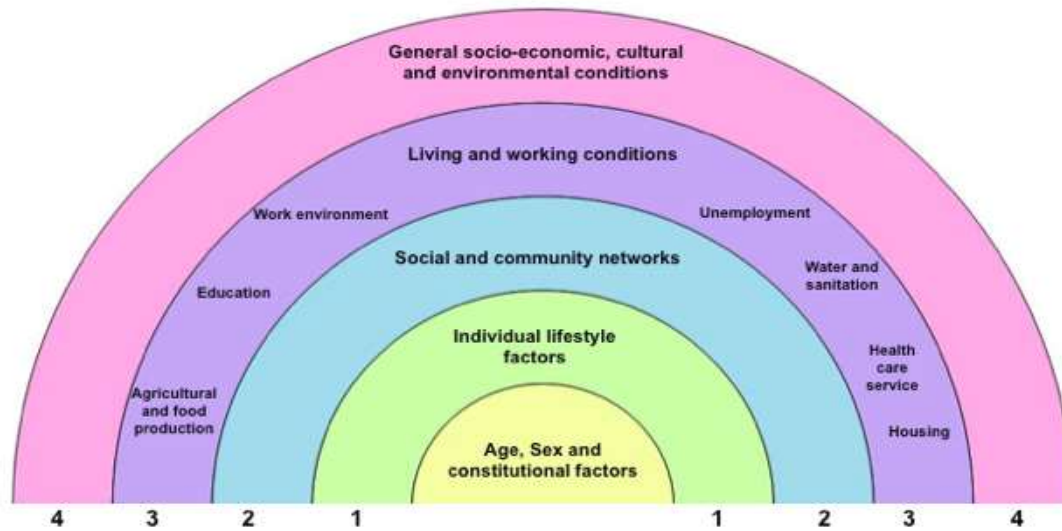 General socio-economic, cultural
and environmental conditions
Living and working conditions
Work environment
Unemployment
Social and community networks
Water and
sanitation
Education
Individual lifestyle
factors
Health
care
service
Agricultural
and food
production
Housing
Age, Sex and
constitutional factors
4 3 2 1 1 2 3 4